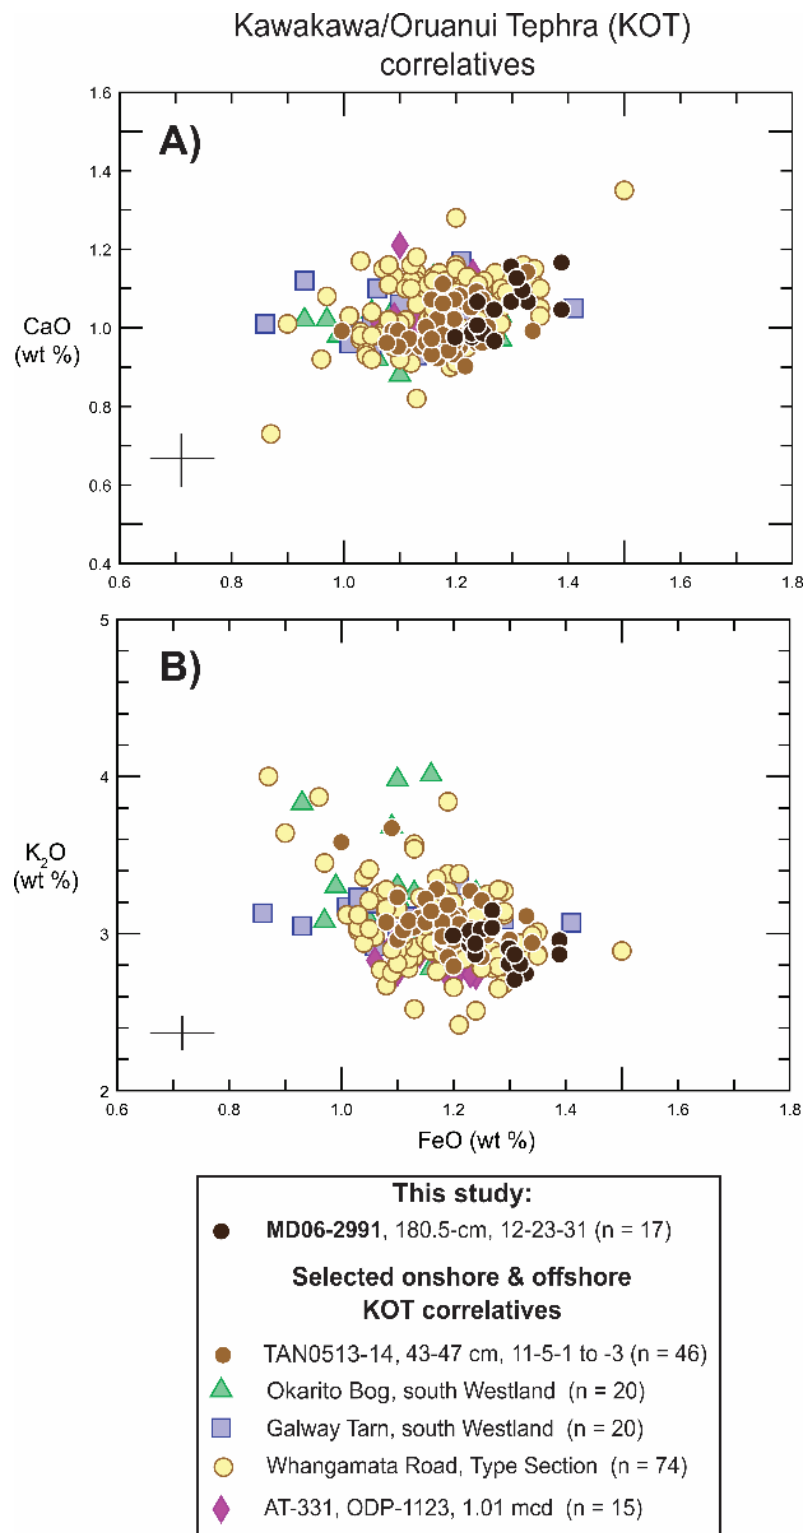 Kawakawa/Oruanui Tephra (KOT)
correlatives
A)
CaO
(wt %)
1.6
1.4
1.2
1.0
0.8
0.6
0.4
0.6 0.8 1.0 1.2 1.4 1.6 1.8
B)
K2O
(wt %)
5
4
3
2
0.6 0.8 1.0 1.2 1.4 1.6 1.8
FeO (wt %)
This study:
MD06-2991, 180.5-cm, 12-23-31 (n = 17)
Selected onshore & offshore
KOT correlatives
TAN0513-14, 43-47 cm, 11-5-1 to -3 (n = 46)
Okarito Bog, south Westland (n = 20)
Galway Tarn, south Westland (n = 20)
Whangamata Road, Type Section (n = 74)
AT-331, ODP-1123, 1.01 mcd (n = 15)